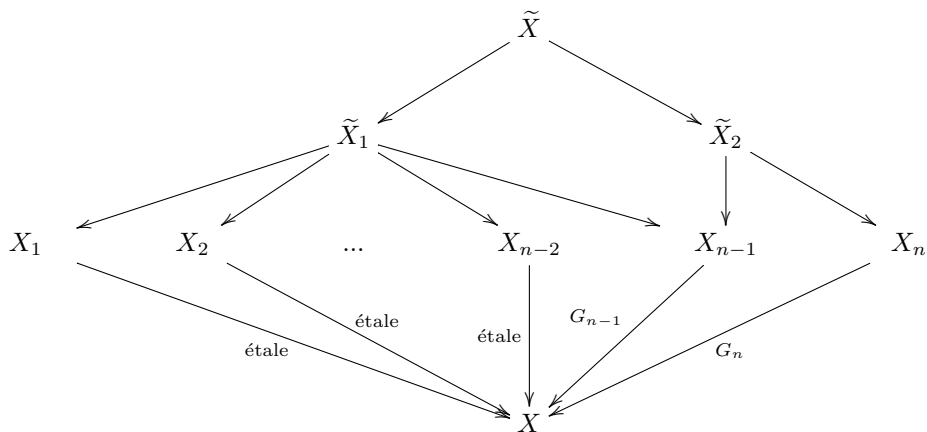 X̃
X̃₁ X̃₂
X₁ X₂ ... Xₙ₋₂ Xₙ₋₁ Xₙ
étale étale étale Gₙ₋₁ Gₙ
X